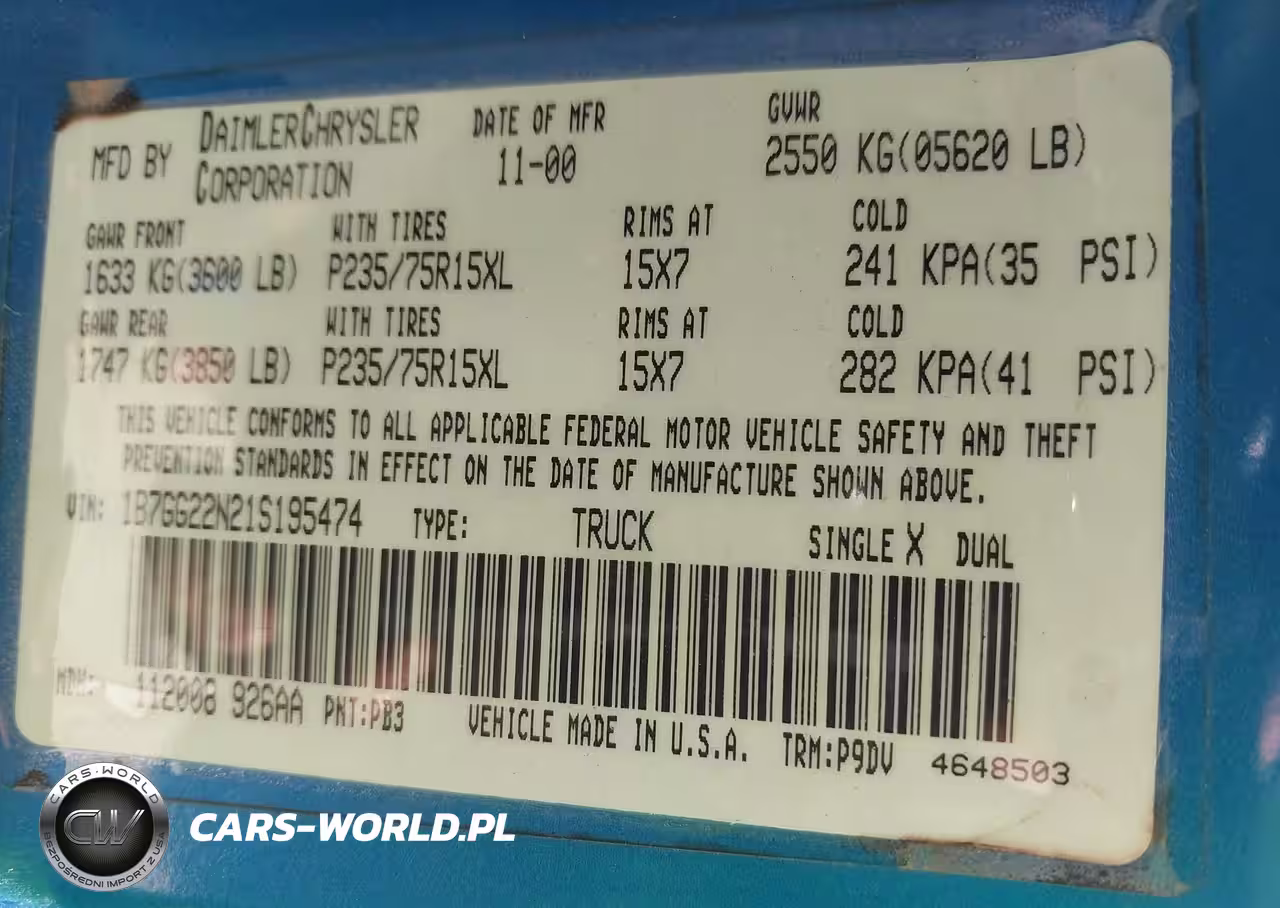 MFD BY DAIMLERCHRYSLER CORPORATION DATE OF MFR 11-00 GVWR 2550 KG(05620 LB)
GAWR FRONT WITH TIRES RIMS AT COLD
1633 KG(3600 LB) P235/75R15XL 15X7 241 KPA(35 PSI)
GAWR REAR WITH TIRES RIMS AT COLD
1747 KG(3850 LB) P235/75R15XL 15X7 282 KPA(41 PSI)
THIS VEHICLE CONFORMS TO ALL APPLICABLE FEDERAL MOTOR VEHICLE SAFETY AND THEFT
PREVENTION STANDARDS IN EFFECT ON THE DATE OF MANUFACTURE SHOWN ABOVE.
VIN: 1B7GG22N21S195474 TYPE: TRUCK SINGLE X DUAL
MDH: 112008 926AA PNT:PB3 VEHICLE MADE IN U.S.A. TRM:P9DV 4648503
CARS-WORLD
CW
BEZPOŚREDNI IMPORT Z USA
CARS-WORLD.PL